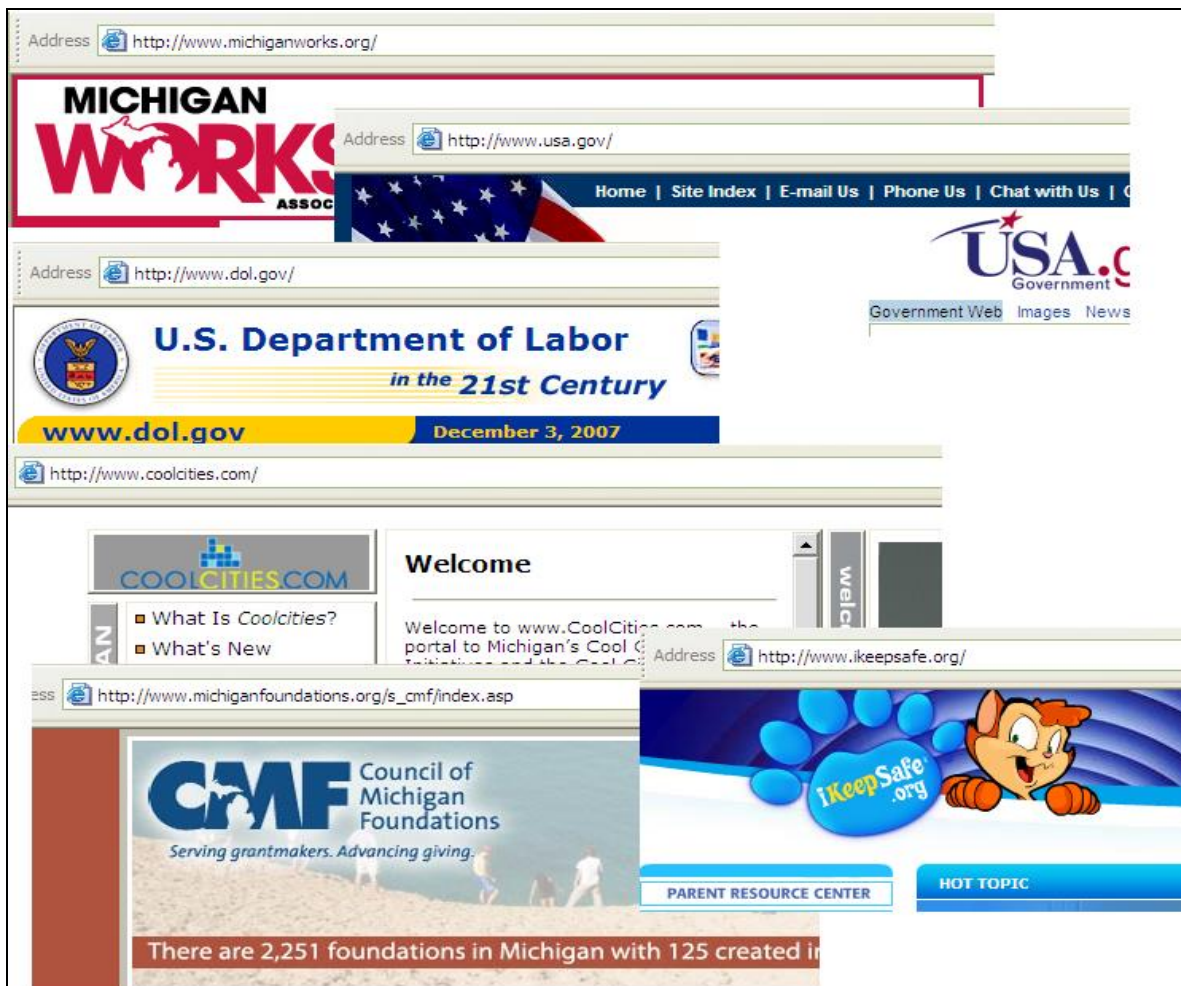 Address http://www.michiganworks.org/
MICHIGAN
WORKS
Address http://www.usa.gov/
Home | Site Index | E-mail Us | Phone Us | Chat with Us |
USA.g
Government
Government Web Images News
Address http://www.dol.gov/
U.S. Department of Labor
in the 21st Century
www.dol.gov December 3, 2007
http://www.coolcities.com/
COOLCITIES.COM
What Is Coolcities?
What's New
Welcome
Welcome to www.CoolCities.com the
portal to Michigan's Cool
Address http://www.ikeepsafe.org/
iKeepSafe
.org
PARENT RESOURCE CENTER
HOT TOPIC
http://www.michiganfoundations.org/s_cmf/index.asp
CMF
Council of
Michigan
Foundations
Serving grantmakers. Advancing giving.
There are 2,251 foundations in Michigan with 125 created in